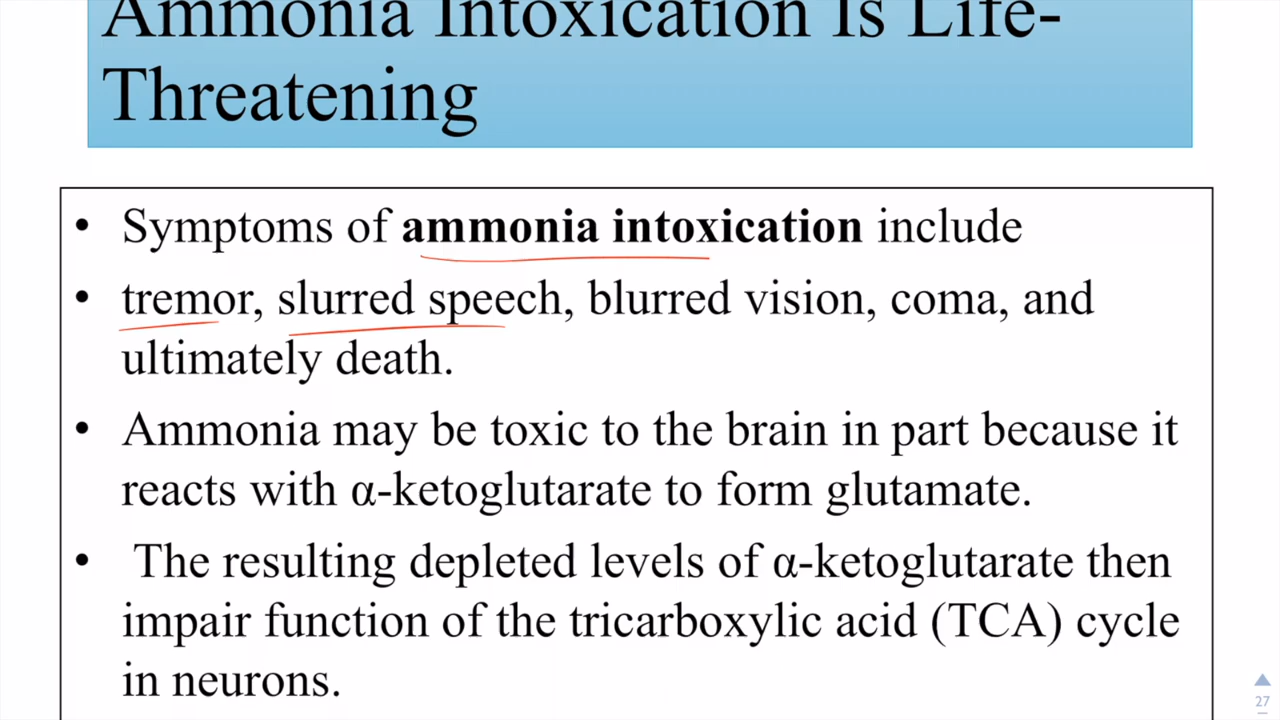 Ammonia Intoxication Is Life-
Threatening
• Symptoms of ammonia intoxication include
• tremor, slurred speech, blurred vision, coma, and
ultimately death.
• Ammonia may be toxic to the brain in part because it
reacts with α-ketoglutarate to form glutamate.
• The resulting depleted levels of α-ketoglutarate then
impair function of the tricarboxylic acid (TCA) cycle
in neurons.
27